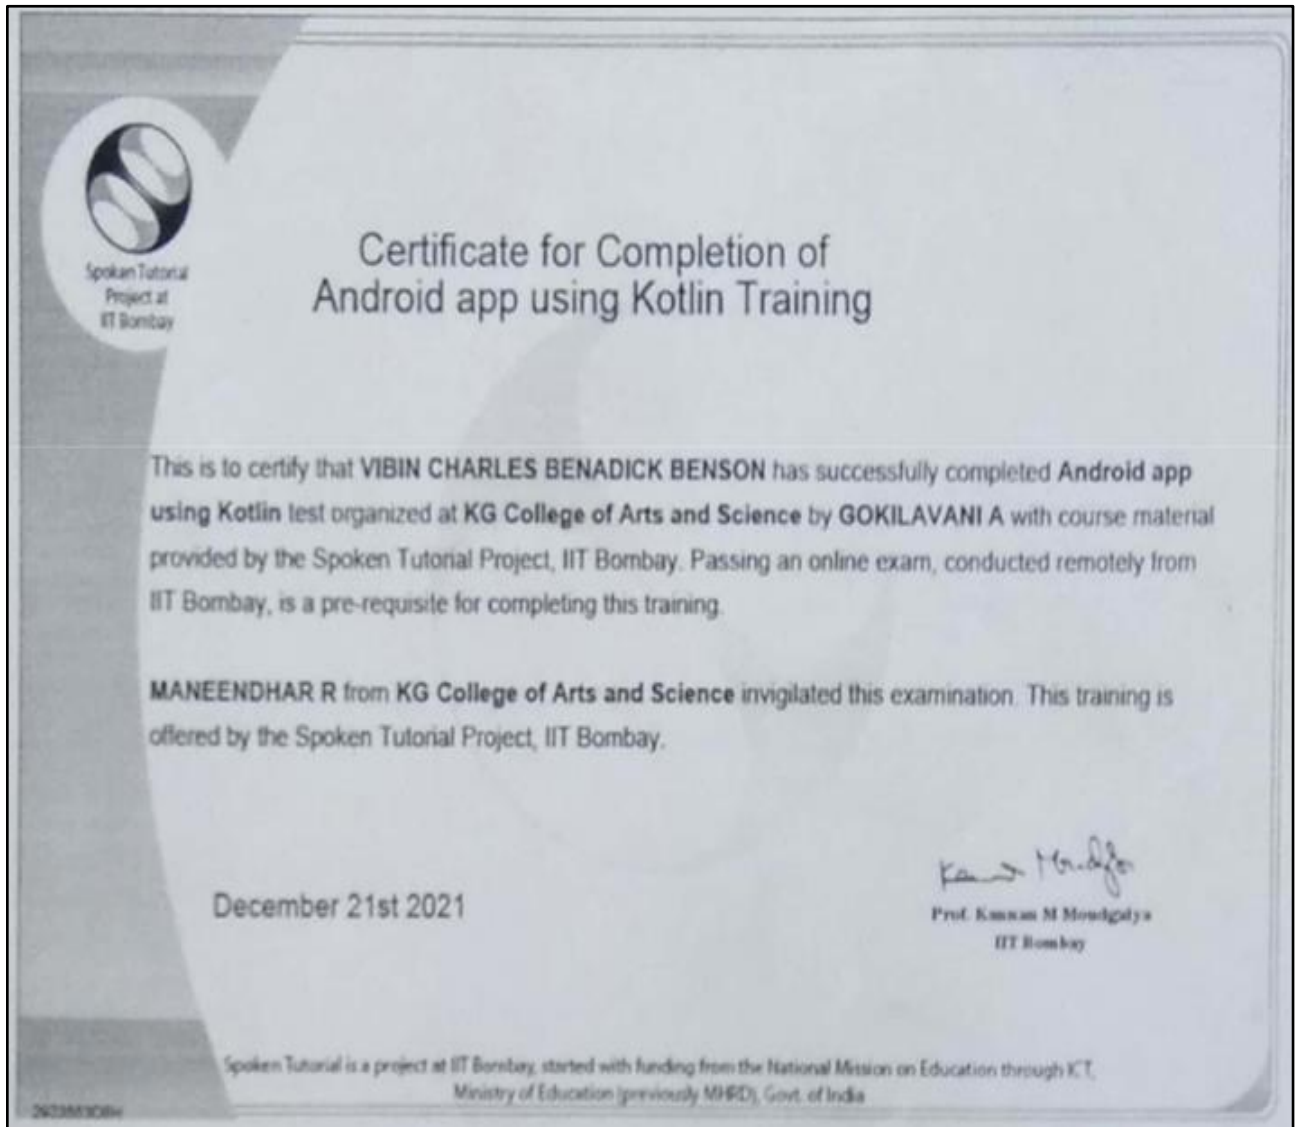 Spoken Tutorial
Project at
IIT Bombay
Certificate for Completion of
Android app using Kotlin Training
This is to certify that VIBIN CHARLES BENADICK BENSON has successfully completed Android app
using Kotlin test organized at KG College of Arts and Science by GOKILAVANI A with course material
provided by the Spoken Tutorial Project, IIT Bombay. Passing an online exam, conducted remotely from
IIT Bombay, is a pre-requisite for completing this training.
MANEENDHAR R from KG College of Arts and Science invigilated this examination. This training is
offered by the Spoken Tutorial Project, IIT Bombay.
December 21st 2021
Prof. Kannan M Moudgalya
IIT Bombay
Spoken Tutorial is a project at IIT Bombay, started with funding from the National Mission on Education through ICT,
Ministry of Education (previously MHRD), Govt. of India